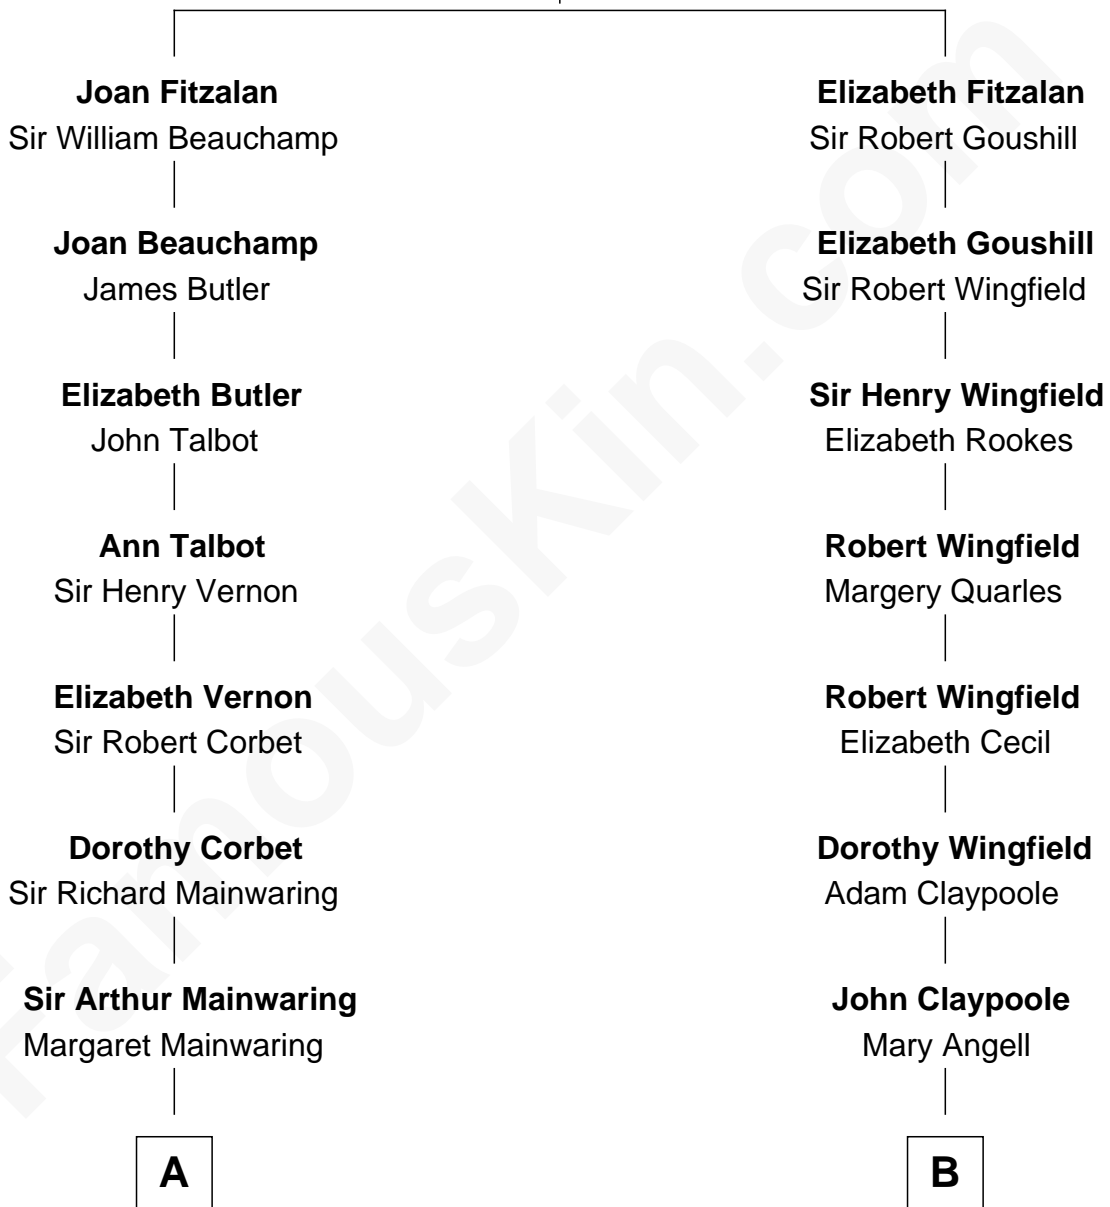 Joan Fitzalan
Sir William Beauchamp
Joan Beauchamp
James Butler
Elizabeth Butler
John Talbot
Ann Talbot
Sir Henry Vernon
Elizabeth Vernon
Sir Robert Corbet
Dorothy Corbet
Sir Richard Mainwaring
Sir Arthur Mainwaring
Margaret Mainwaring
A
Elizabeth Fitzalan
Sir Robert Goushill
Elizabeth Goushill
Sir Robert Wingfield
Sir Henry Wingfield
Elizabeth Rookes
Robert Wingfield
Margery Quarles
Robert Wingfield
Elizabeth Cecil
Dorothy Wingfield
Adam Claypoole
John Claypoole
Mary Angell
B
FamousKin.com